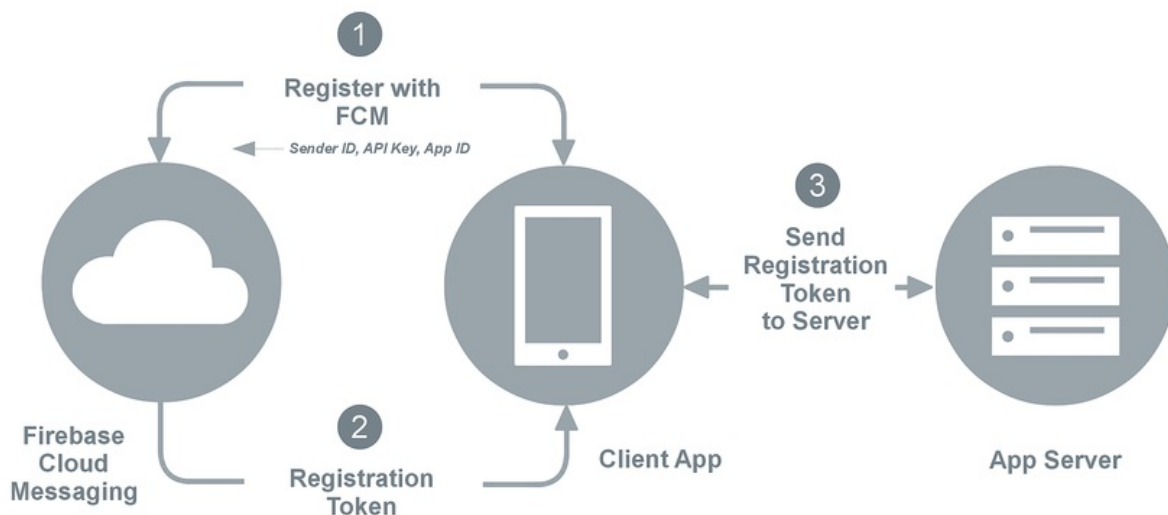 1
Register with
FCM
Sender ID, API Key, App ID
3
Send
Registration
Token
to Server
2
Registration
Token
Firebase
Cloud
Messaging
Client App
App Server